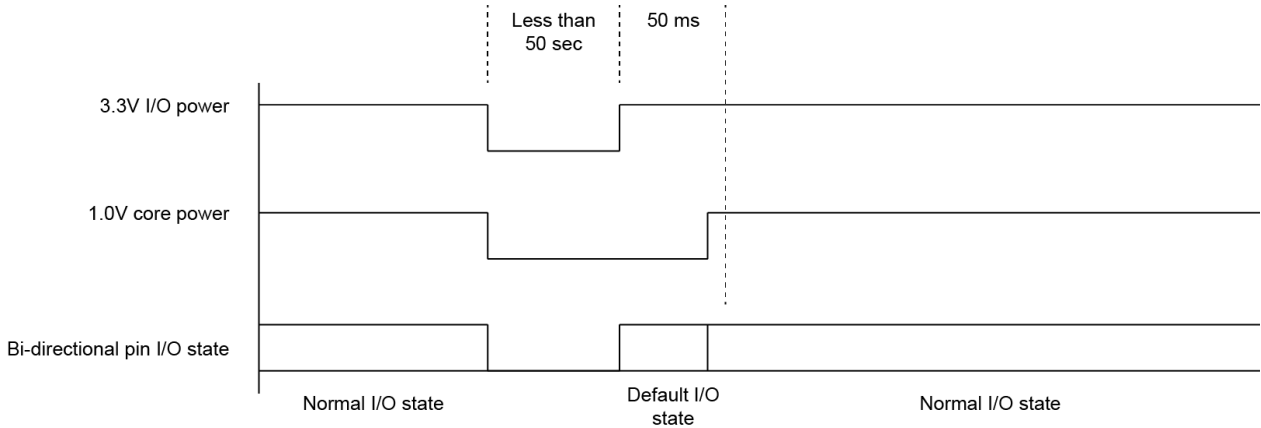 Less than
50 sec
50 ms
3.3V I/O power
1.0V core power
Bi-directional pin I/O state
Normal I/O state
Default I/O
state
Normal I/O state